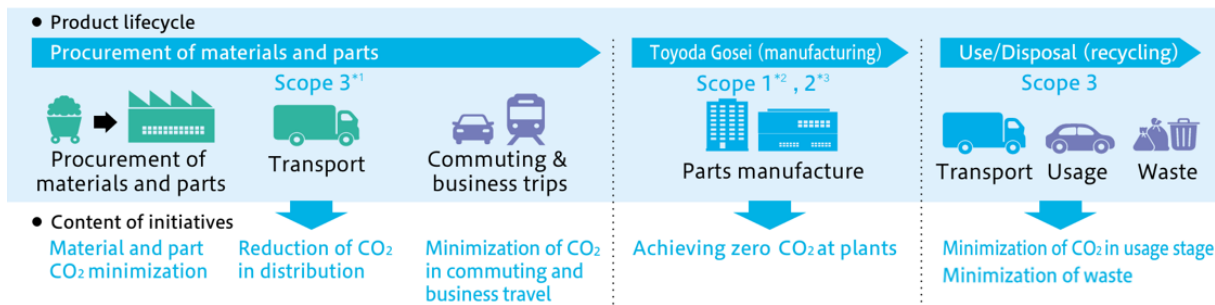 ● Product lifecycle
Procurement of materials and parts
Scope 3*1
Procurement of
materials and parts
Transport
Commuting &
business trips
Toyoda Gosei (manufacturing)
Scope 1*2 , 2*3
Parts manufacture
Use/Disposal (recycling)
Scope 3
Transport
Usage
Waste
● Content of initiatives
Material and part
CO2 minimization
Reduction of CO2
in distribution
Minimization of CO2
in commuting and
business travel
Achieving zero CO2 at plants
Minimization of CO2 in usage stage
Minimization of waste